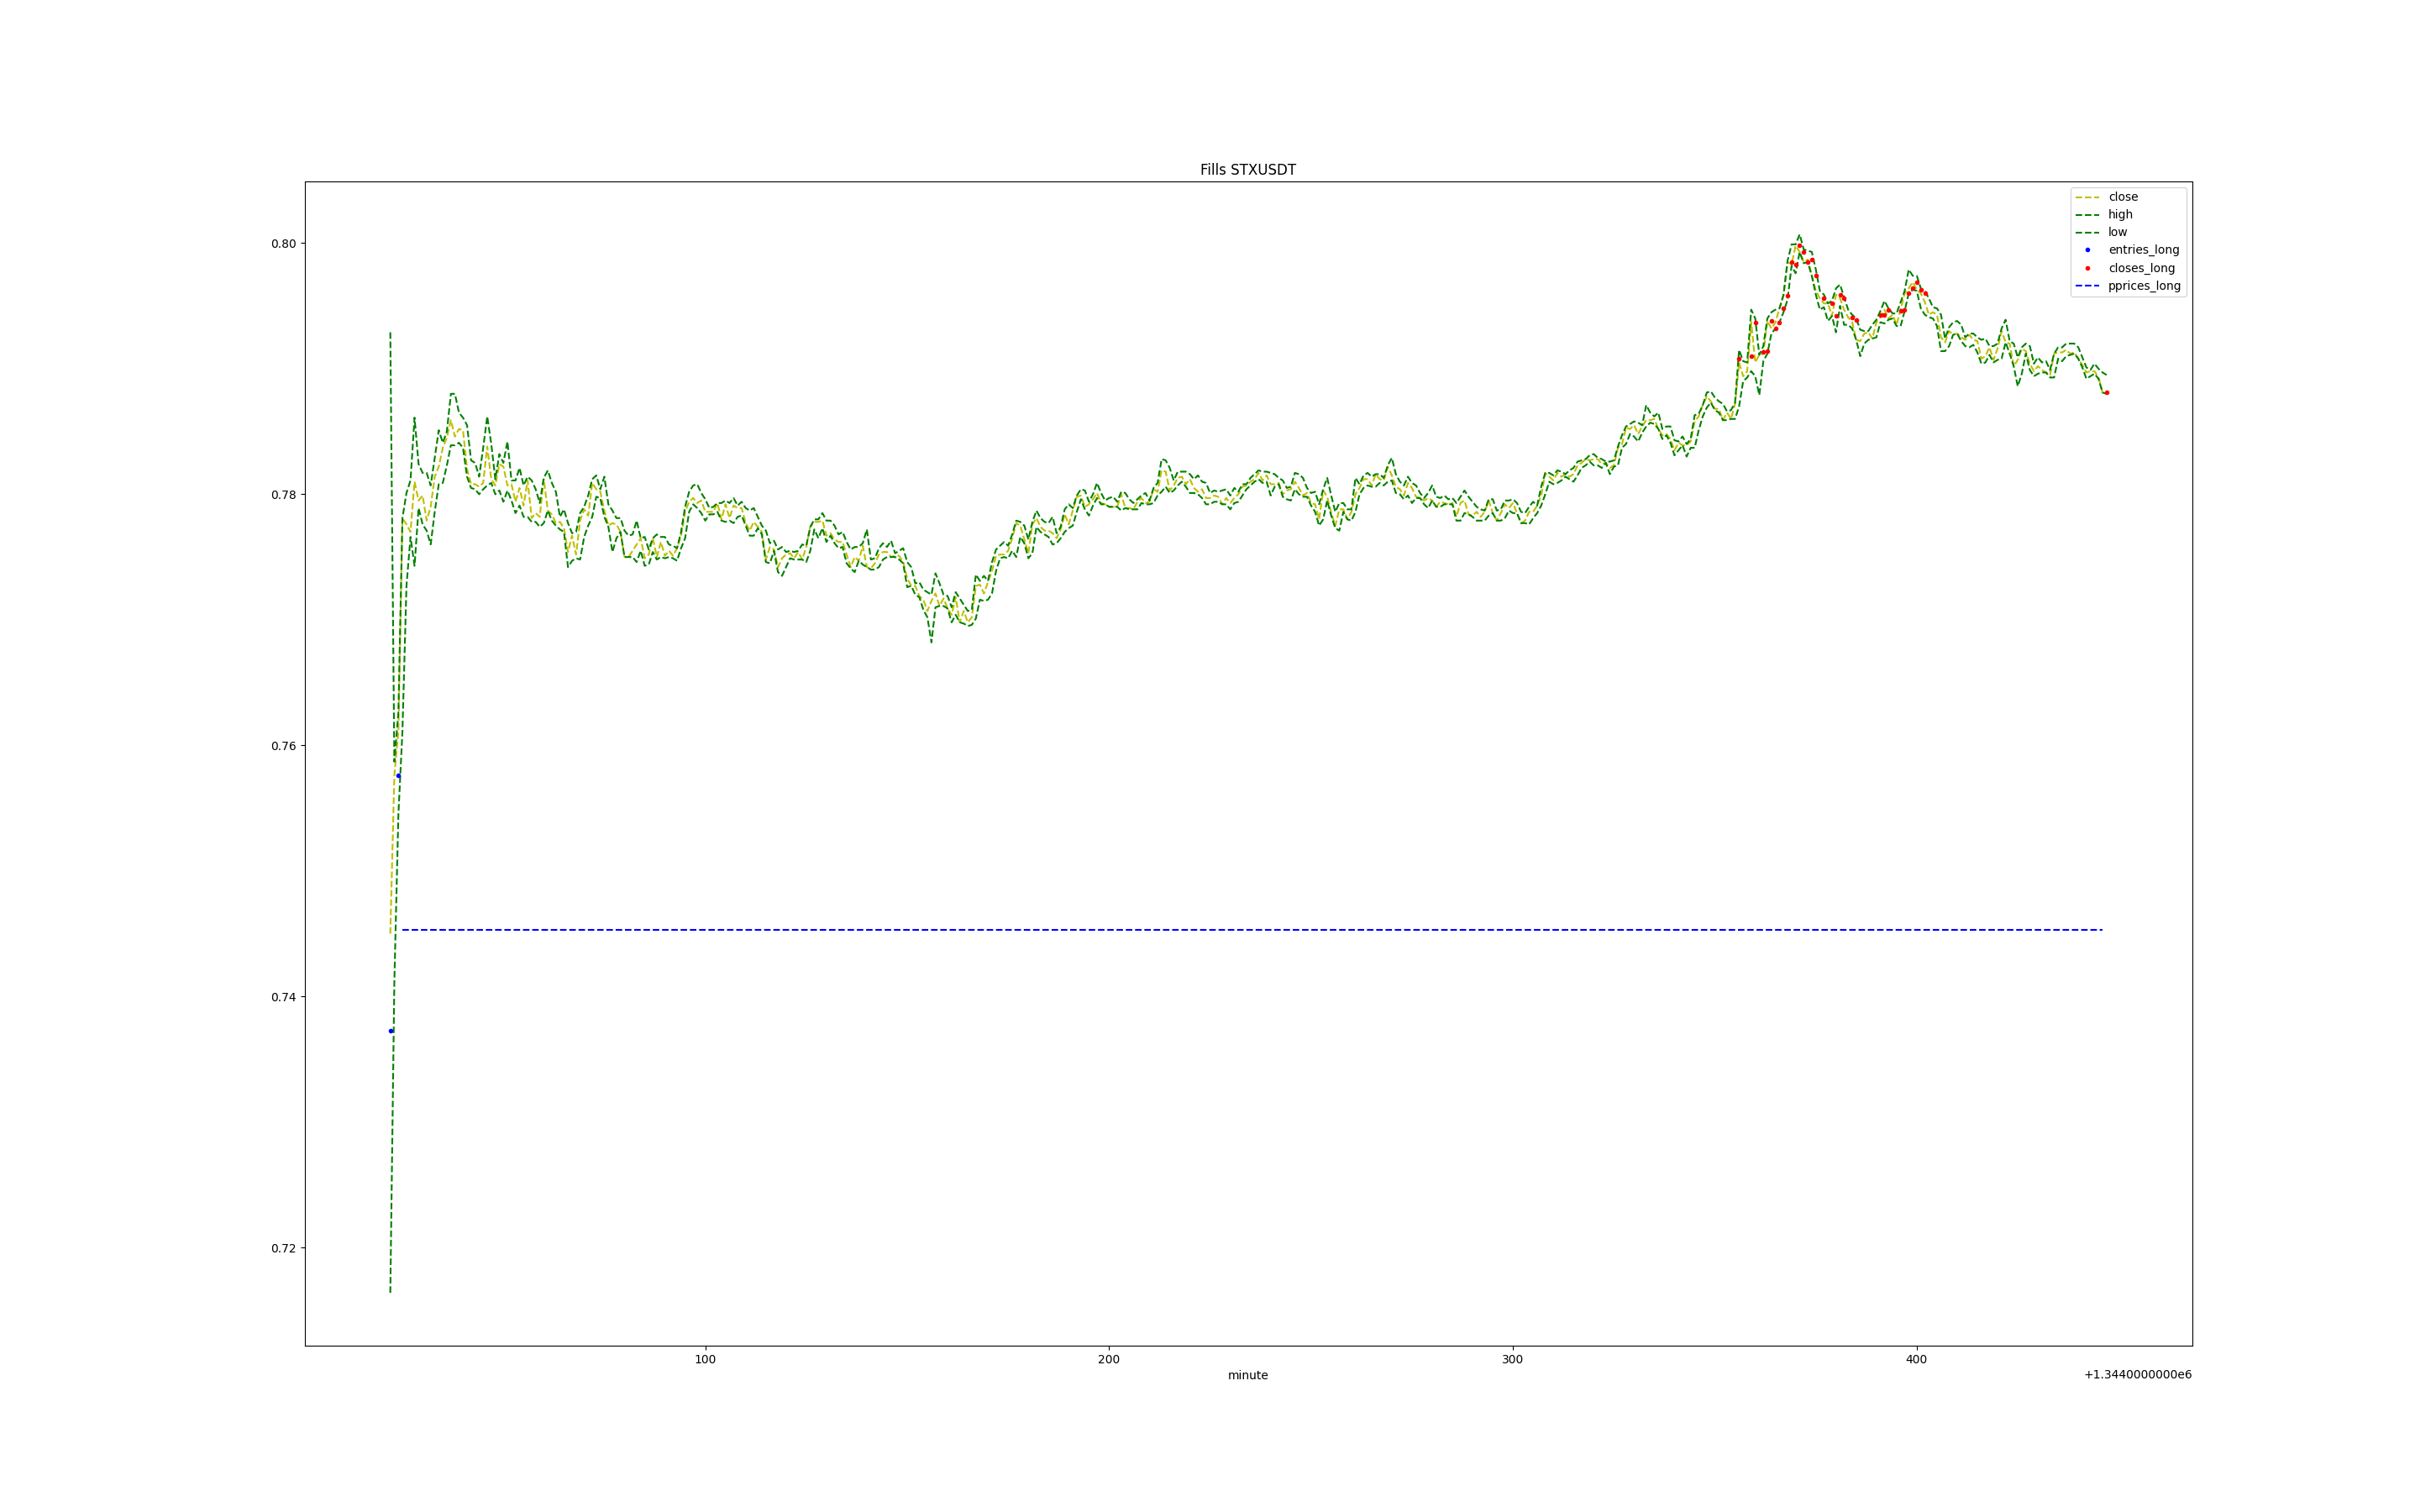 Fills STXUSDT
close
high
low
entries_long
closes_long
pprices_long
0.80
0.78
0.76
0.74
0.72
100
200
300
400
minute
+1.3440000000e6